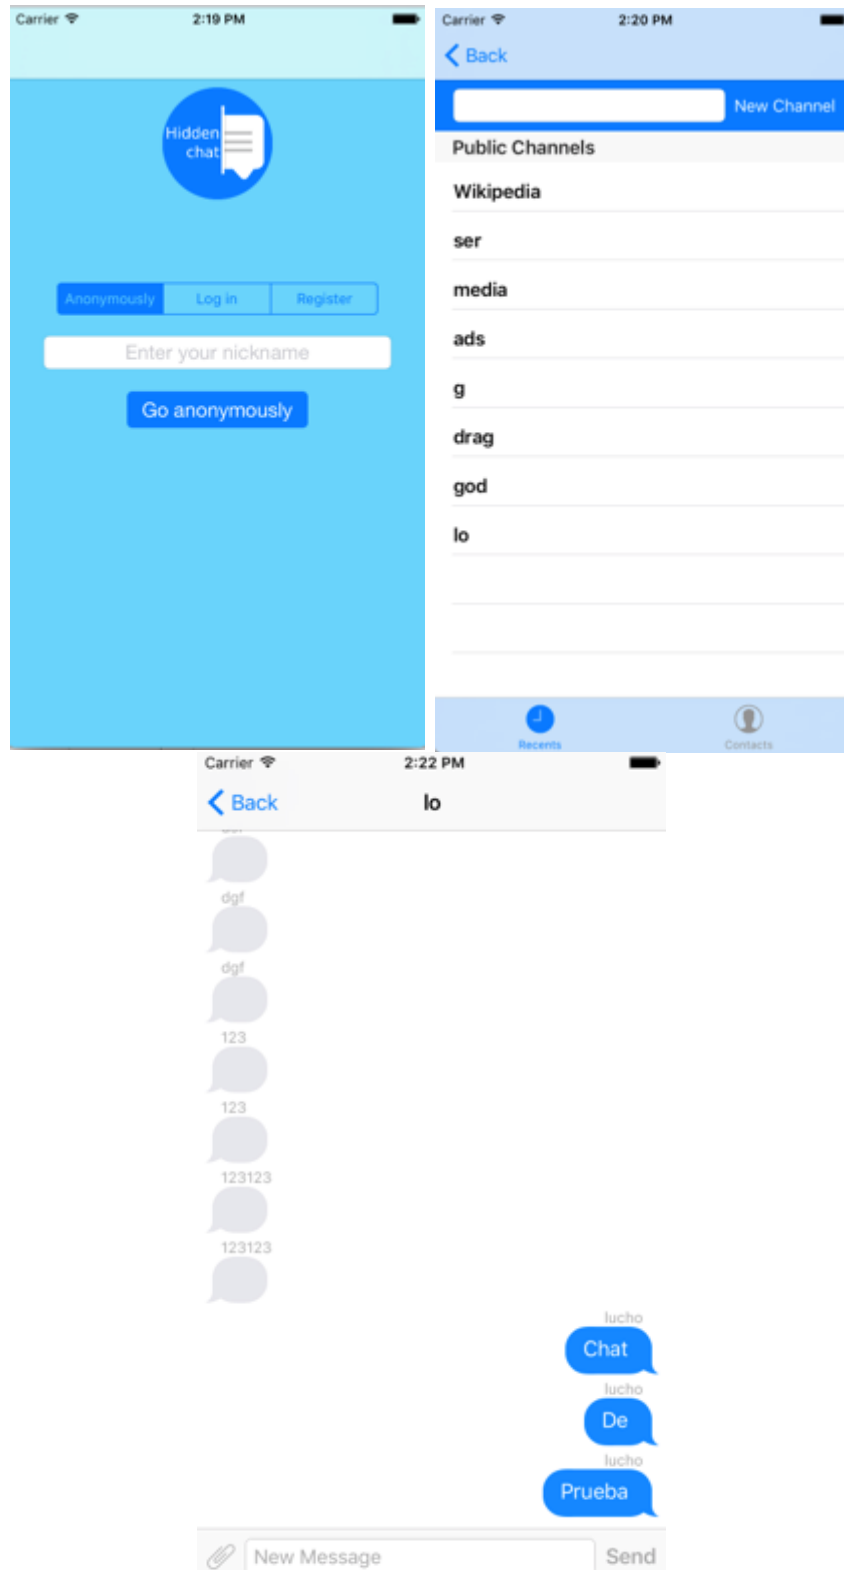 Carrier 2:19 PM
Hidden
chat
Anonymously Log in Register
Enter your nickname
Go anonymously
Carrier 2:20 PM
Back
New Channel
Public Channels
Wikipedia
ser
media
ads
g
drag
god
lo
Recents Contacts
Carrier 2:22 PM
Back lo
dgf
dgf
123
123
123123
123123
lucho
Chat
lucho
De
lucho
Prueba
New Message Send